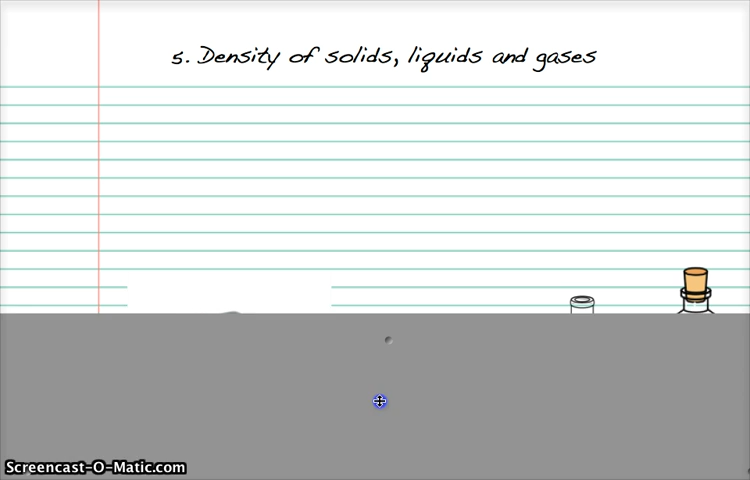 5. Density of solids, liquids and gases
Screencast-O-Matic.com